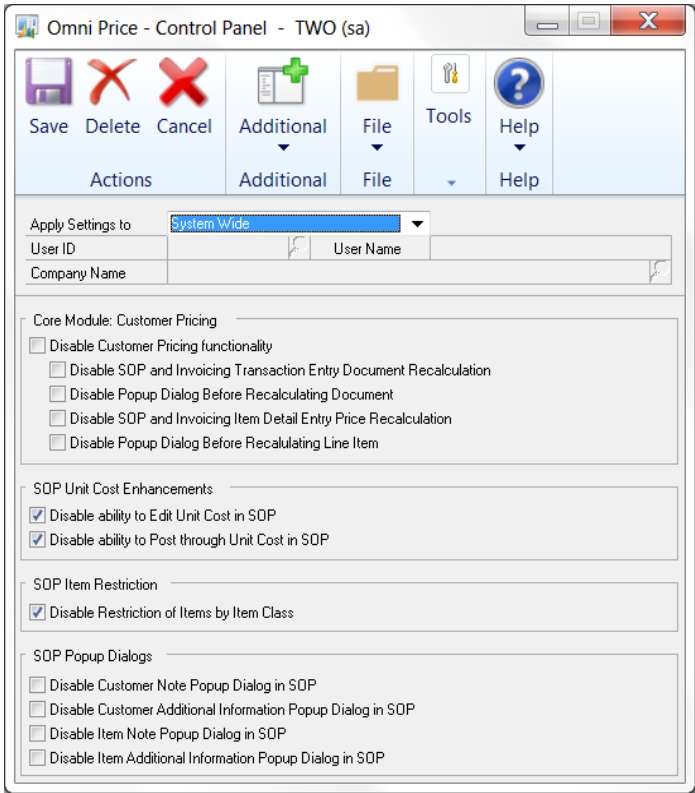 Omni Price - Control Panel - TWO (sa)
Save Delete Cancel Additional File Tools Help
Actions Additional File Help
Apply Settings to System Wide
User ID User Name
Company Name
Core Module: Customer Pricing
Disable Customer Pricing functionality
Disable SOP and Invoicing Transaction Entry Document Recalculation
Disable Popup Dialog Before Recalculating Document
Disable SOP and Invoicing Item Detail Entry Price Recalculation
Disable Popup Dialog Before Recalulating Line Item
SOP Unit Cost Enhancements
Disable ability to Edit Unit Cost in SOP
Disable ability to Post through Unit Cost in SOP
SOP Item Restriction
Disable Restriction of Items by Item Class
SOP Popup Dialogs
Disable Customer Note Popup Dialog in SOP
Disable Customer Additional Information Popup Dialog in SOP
Disable Item Note Popup Dialog in SOP
Disable Item Additional Information Popup Dialog in SOP